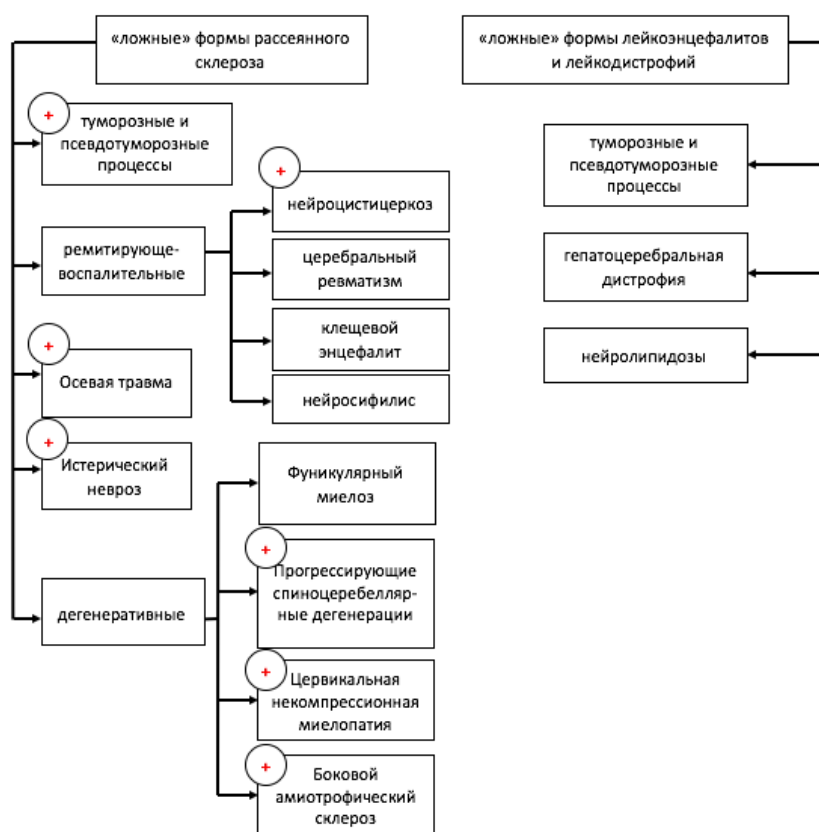 «ложные» формы рассеянного
склероза
«ложные» формы лейкоэнцефалитов
и лейкодистрофий
+
туморозные и
псевдотуморозные
процессы
ремитирующе-
воспалительные
+
нейроцистицеркоз
церебральный
ревматизм
клещевой
энцефалит
нейросифилис
+
Осевая травма
+
Истерический
невроз
дегенеративные
Фуникулярный
миелоз
+
Прогрессирующие
спиноцеребелляр-
ные дегенерации
+
Цервикальная
некомпрессионная
миелопатия
+
Боковой
амиотрофический
склероз
туморозные и
псевдотуморозные
процессы
гепатоцеребральная
дистрофия
нейролипидозы